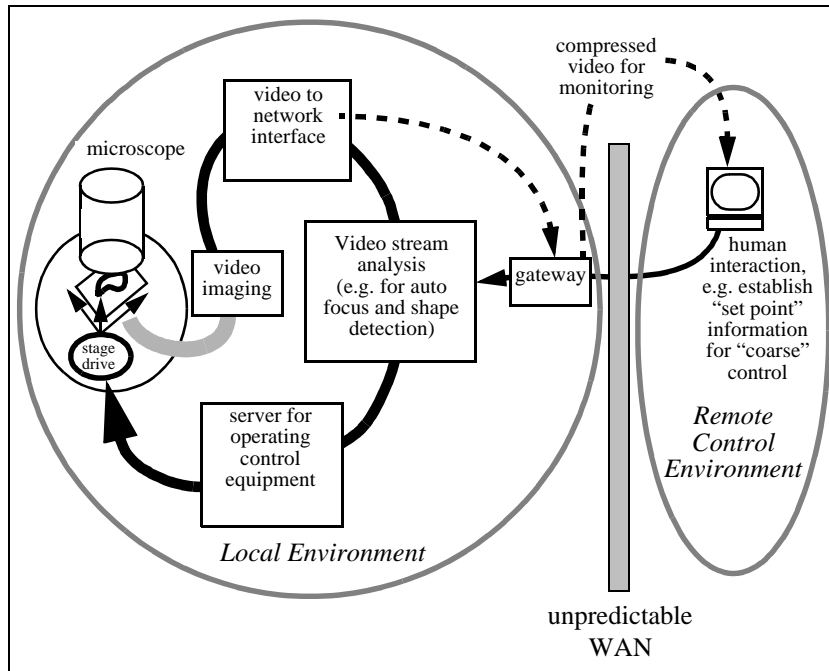 compressed
video for
monitoring
video to
network
interface
microscope
Video stream
analysis
(e.g. for auto
focus and shape
detection)
video
imaging
gateway
human
interaction,
e.g. establish
“set point”
information
for “coarse”
control
stage
drive
server for
operating
control
equipment
Remote
Control
Environment
Local Environment
unpredictable
WAN